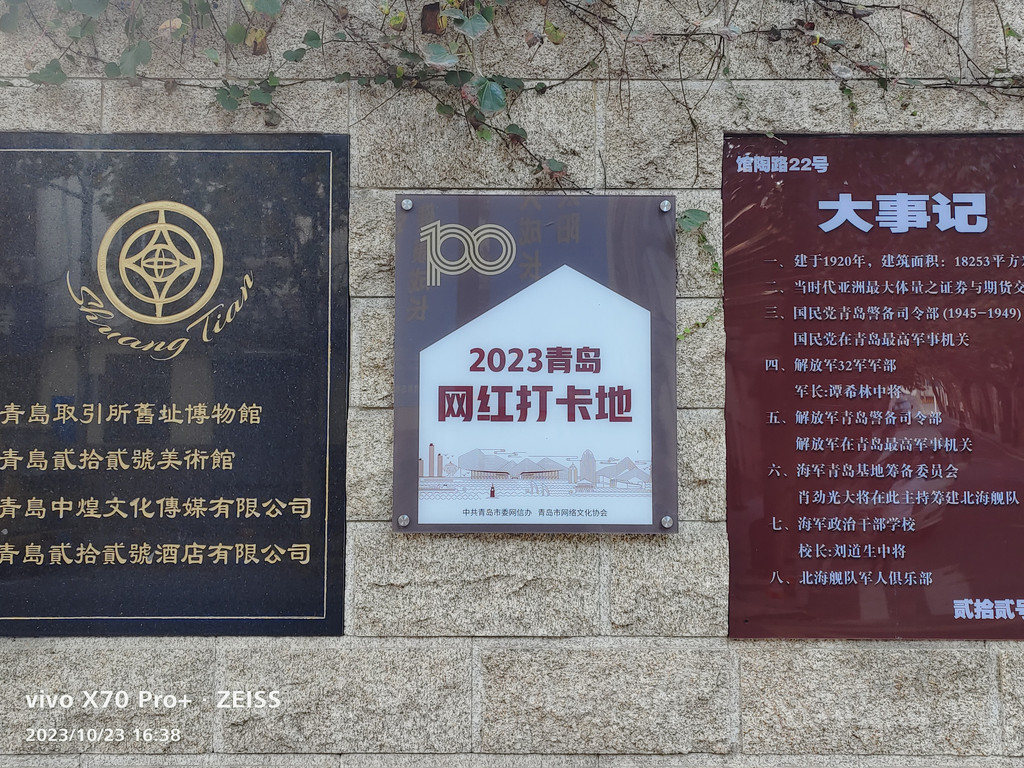 Shuang Tian
青島取引所舊址博物館
青島貳拾貳號美術館
青島中煌文化傳媒有限公司
青島貳拾貳號酒店有限公司
100
2023青岛
网红打卡地
中共青岛市委网信办 青岛市网络文化协会
馆陶路22号
大事记
一、建于1920年，建筑面积：18253平方
二、当时代亚洲最大体量之证券与期货交
三、国民党青岛警备司令部(1945-1949)
国民党在青岛最高军事机关
四、解放军32军军部
军长:谭希林中将
五、解放军青岛警备司令部
解放军在青岛最高军事机关
六、海军青岛基地筹备委员会
肖劲光大将在此主持筹建北海舰队
七、海军政治干部学校
校长:刘道生中将
八、北海舰队军人俱乐部
贰拾贰号
vivo X70 Pro+ · ZEISS
2023/10/23 16:38